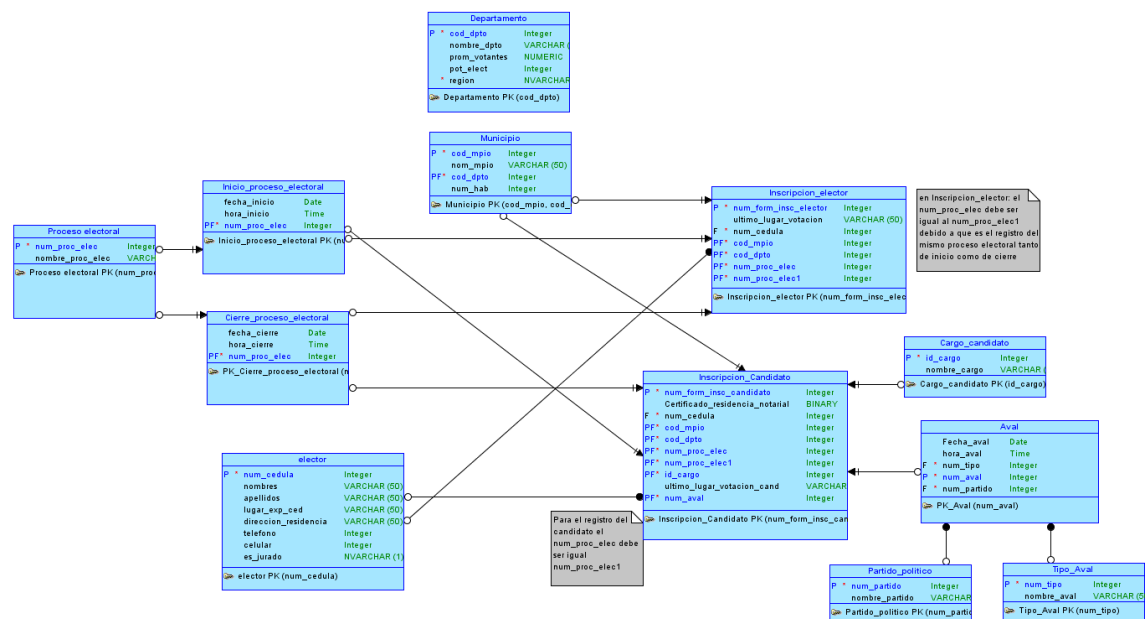 Departamento
P * cod_dpto Integer
nombre_dpto VARCHAR (
prom_votantes NUMERIC
pot_elect Integer
* region NVARCHAR
Departamento PK (cod_dpto)
Municipio
P * cod_mpio Integer
nom_mpio VARCHAR (50)
PF* cod_dpto Integer
num_hab Integer
Municipio PK (cod_mpio, cod_
Inicio_proceso_electoral
fecha_inicio Date
hora_inicio Time
PF* num_proc_elec Integer
Inicio_proceso_electoral PK (nu
Inscripcion_elector
P * num_form_insc_elector Integer
ultimo_lugar_votacion VARCHAR (50)
F * num_cedula Integer
PF* cod_mpio Integer
PF* cod_dpto Integer
PF* num_proc_elec Integer
PF* num_proc_elec1 Integer
Inscripcion_elector PK (num_form_insc_elec
en Inscripcion_elector: el
num_proc_elec debe ser
igual al num_proc_elec1
debido a que es el registro del
mismo proceso electoral tanto
de inicio como de cierre
Proceso electoral
P * num_proc_elec Integer
nombre_proc_elec VARCH
Proceso electoral PK (num_proc
Cierre_proceso_electoral
fecha_cierre Date
hora_cierre Time
PF* num_proc_elec Integer
PK_Cierre_proceso_electoral (n
Cargo_candidato
P * id_cargo Integer
nombre_cargo VARCHAR (
Cargo_candidato PK (id_cargo)
Inscripcion_Candidato
P * num_form_insc_candidato Integer
Certificado_residencia_notarial BINARY
F * num_cedula Integer
PF* cod_mpio Integer
PF* cod_dpto Integer
PF* num_proc_elec Integer
PF* num_proc_elec1 Integer
PF* id_cargo Integer
ultimo_lugar_votacion_cand VARCHAR
PF* num_aval Integer
Inscripcion_Candidato PK (num_form_insc_can
Aval
Fecha_aval Date
hora_aval Time
F * num_tipo Integer
P * num_aval Integer
F * num_partido Integer
PK_Aval (num_aval)
elector
P * num_cedula Integer
nombres VARCHAR (50)
apellidos VARCHAR (50)
lugar_exp_ced VARCHAR (50)
direccion_residencia VARCHAR (50)
telefono Integer
celular Integer
es_jurado NVARCHAR (1)
elector PK (num_cedula)
Para el registro del
candidato el
num_proc_elec debe
ser igual
num_proc_elec1
Partido_politico
P * num_partido Integer
nombre_partido VARCHAR
Partido_politico PK (num_partid
Tipo_Aval
P * num_tipo Integer
nombre_aval VARCHAR (5
Tipo_Aval PK (num_tipo)